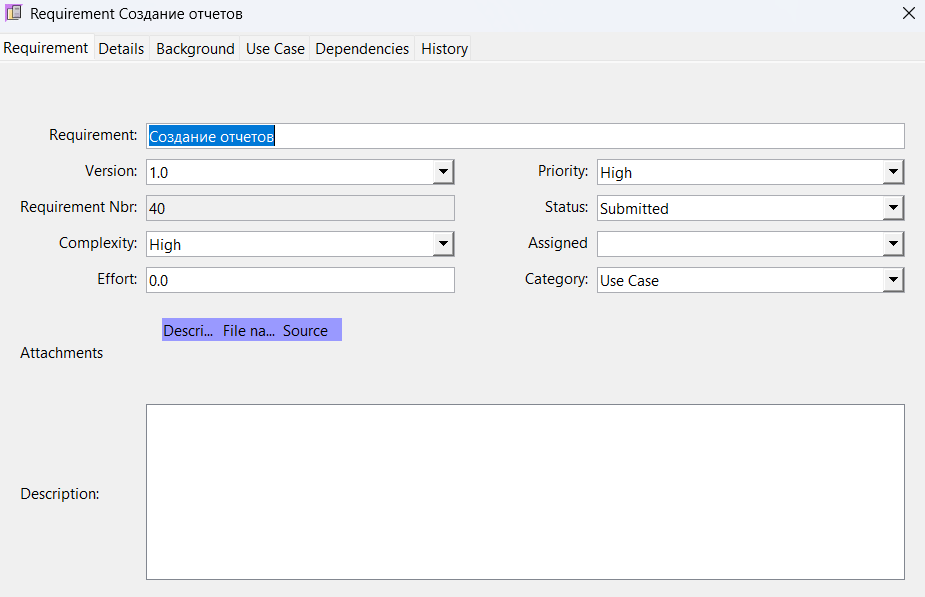 Requirement Создание отчетов
Requirement Details Background Use Case Dependencies History
Requirement: Создание отчетов
Version: 1.0 Priority: High
Requirement Nbr: 40 Status: Submitted
Complexity: High Assigned
Effort: 0.0 Category: Use Case
Descri... File na... Source
Attachments
Description: